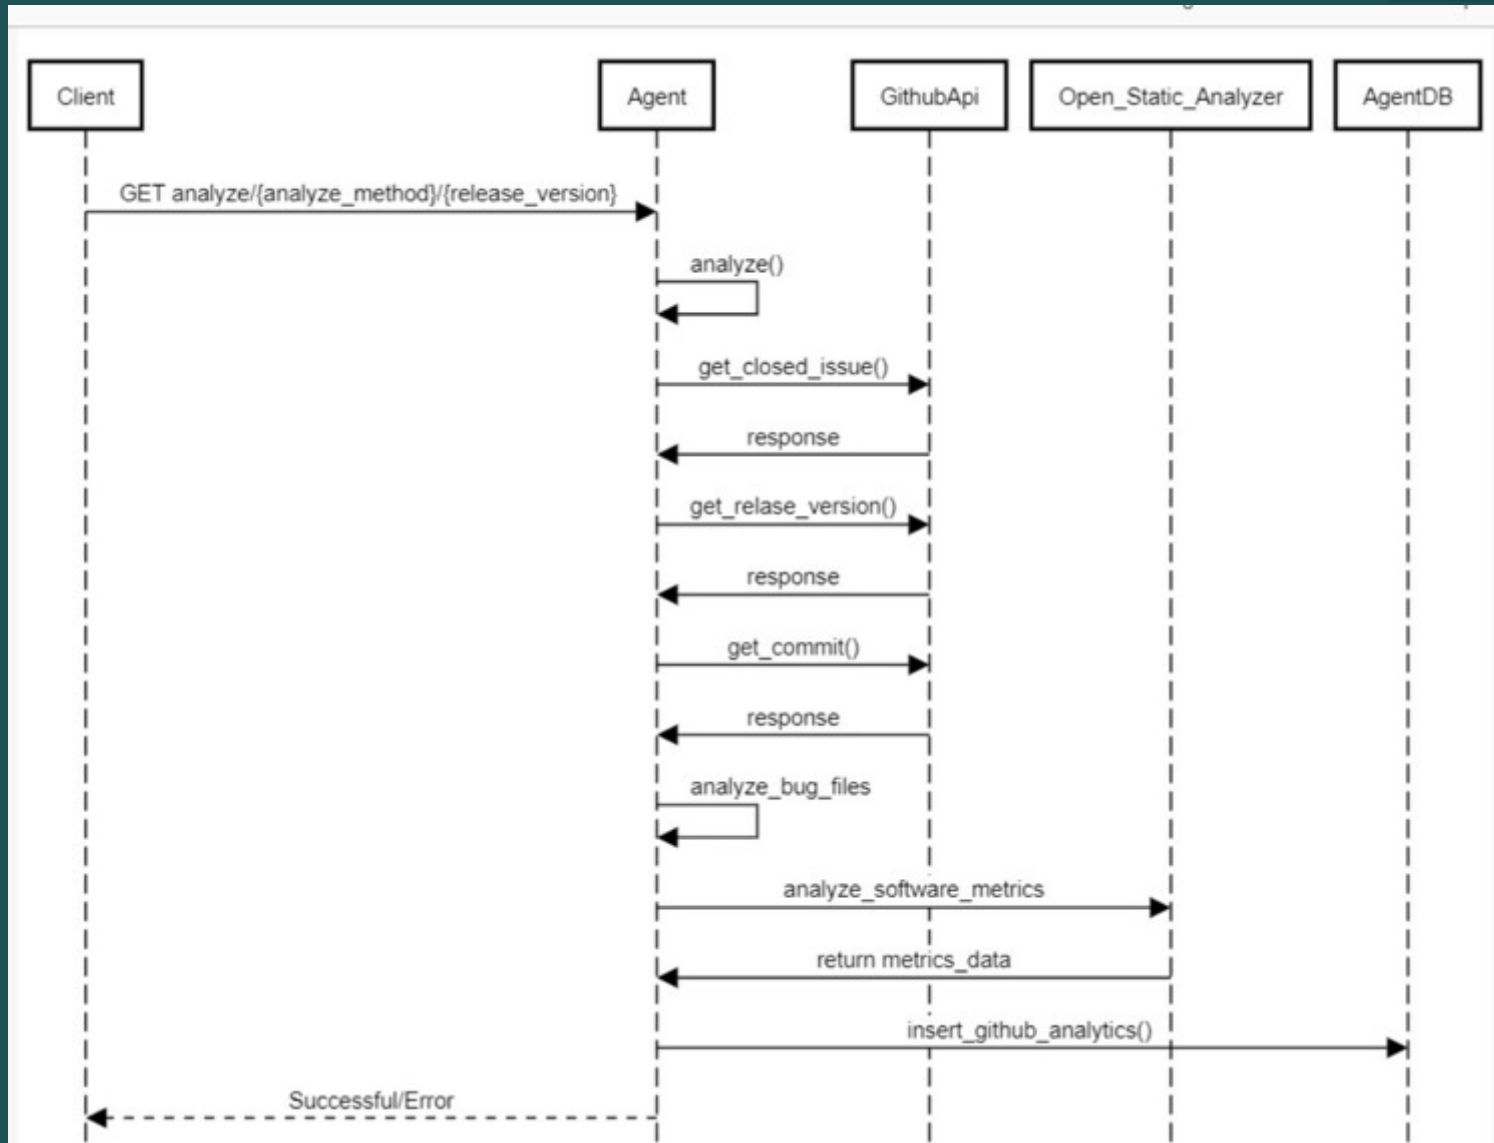 Client
Agent
GithubApi
Open_Static_Analyzer
AgentDB
GET analyze/{analyze_method}/{release_version}
analyze()
get_closed_issue()
response
get_relase_version()
response
get_commit()
response
analyze_bug_files
analyze_software_metrics
return metrics_data
insert_github_analytics()
Successful/Error